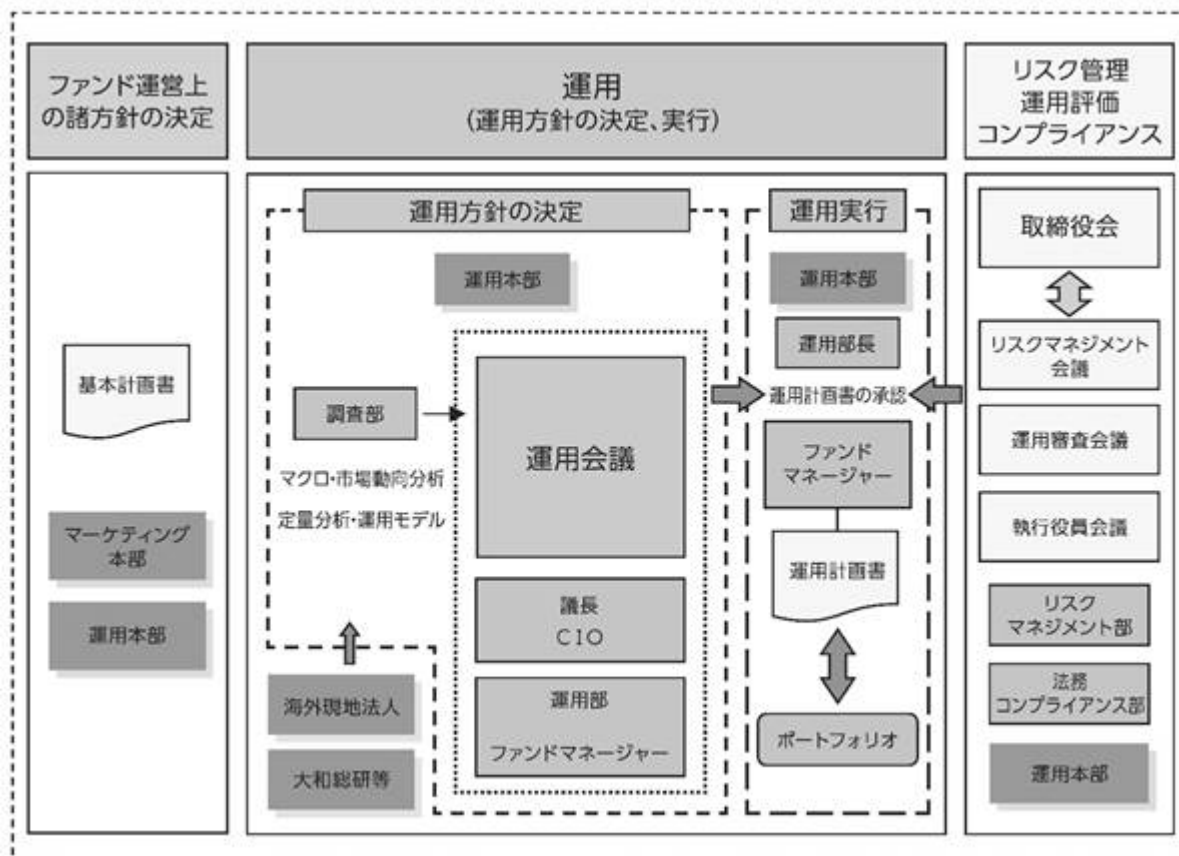 ファンド運営上
の諸方針の決定
運用
(運用方針の決定、実行)
リスク管理
運用評価
コンプライアンス
基本計画書
マーケティング
本部
運用本部
運用方針の決定
運用本部
調査部
マクロ・市場動向分析
定量分析・運用モデル
運用会議
議長
CIO
運用部
ファンドマネージャー
海外現地法人
大和総研等
運用実行
運用本部
運用部長
運用計画書の承認
ファンド
マネージャー
運用計画書
ポートフォリオ
取締役会
リスクマネジメント
会議
運用審査会議
執行役員会議
リスク
マネジメント部
法務
コンプライアンス部
運用本部